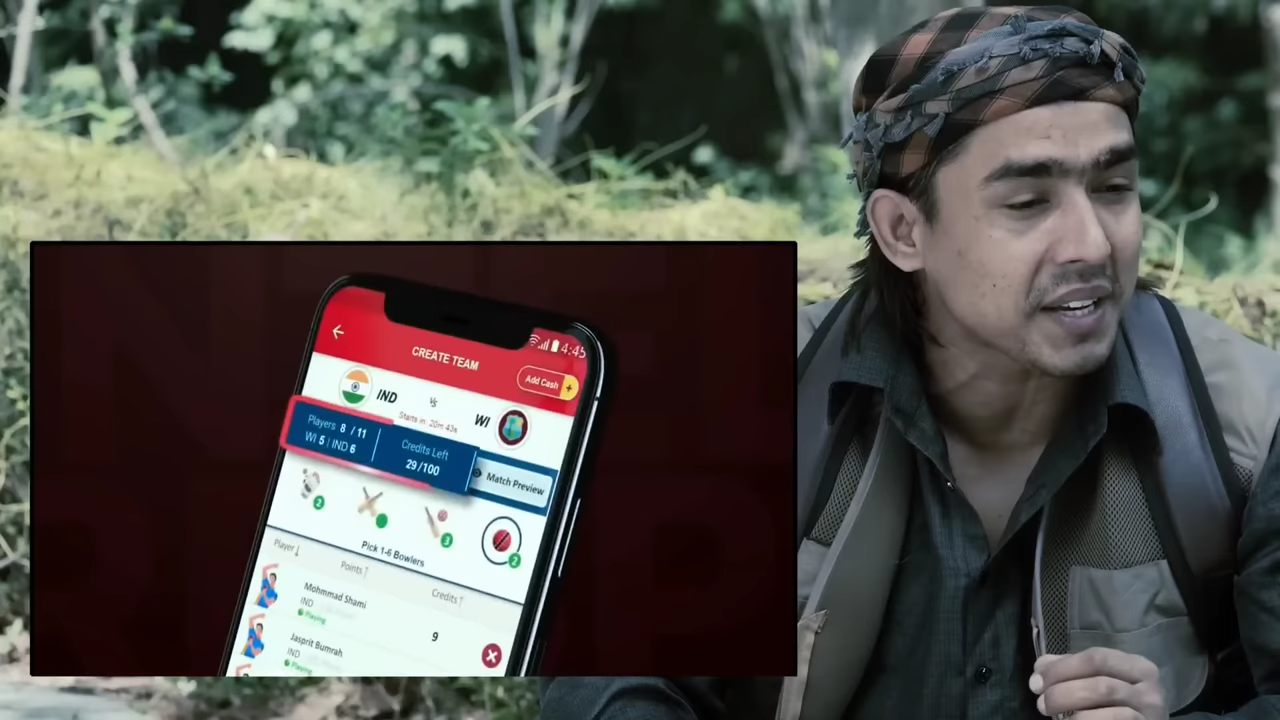 4:45
CREATE TEAM
Add Cash +
IND
vs
WI
Starts in: 20m 43s
Players 8 / 11
WI 5 | IND 6
Credits Left
29 /100
Match Preview
2
3
2
Pick 1-6 Bowlers
Player
Points
Credits
Mohmmad Shami
IND
Playing
9
Jasprit Bumrah
IND
Playing